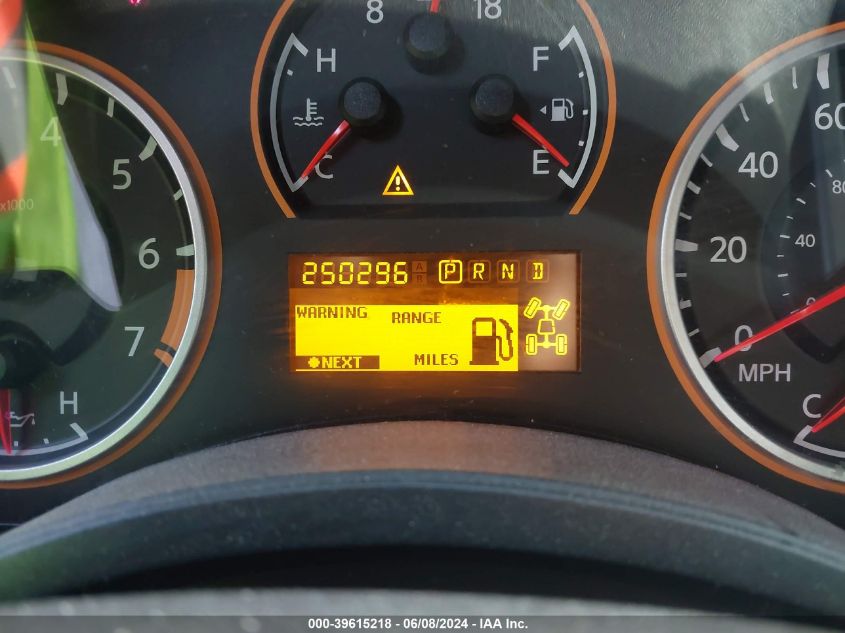 8 18
H F
C E
4
5
x1000
6
7
H
60
40
20
0
MPH
80
40
0
C
250296 A B P R N D
WARNING RANGE
NEXT MILES
000-39615218 - 06/08/2024 - IAA Inc.